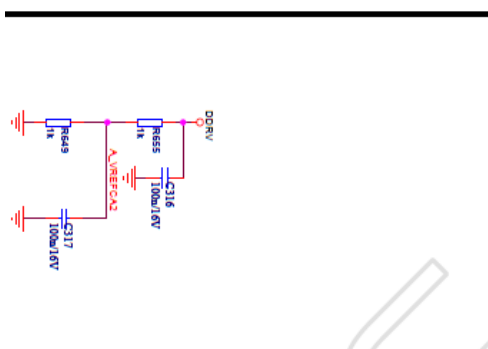 DDRV
R655
1k
C316
100n/16V
A_VREFCA2
R649
1k
C317
100n/16V